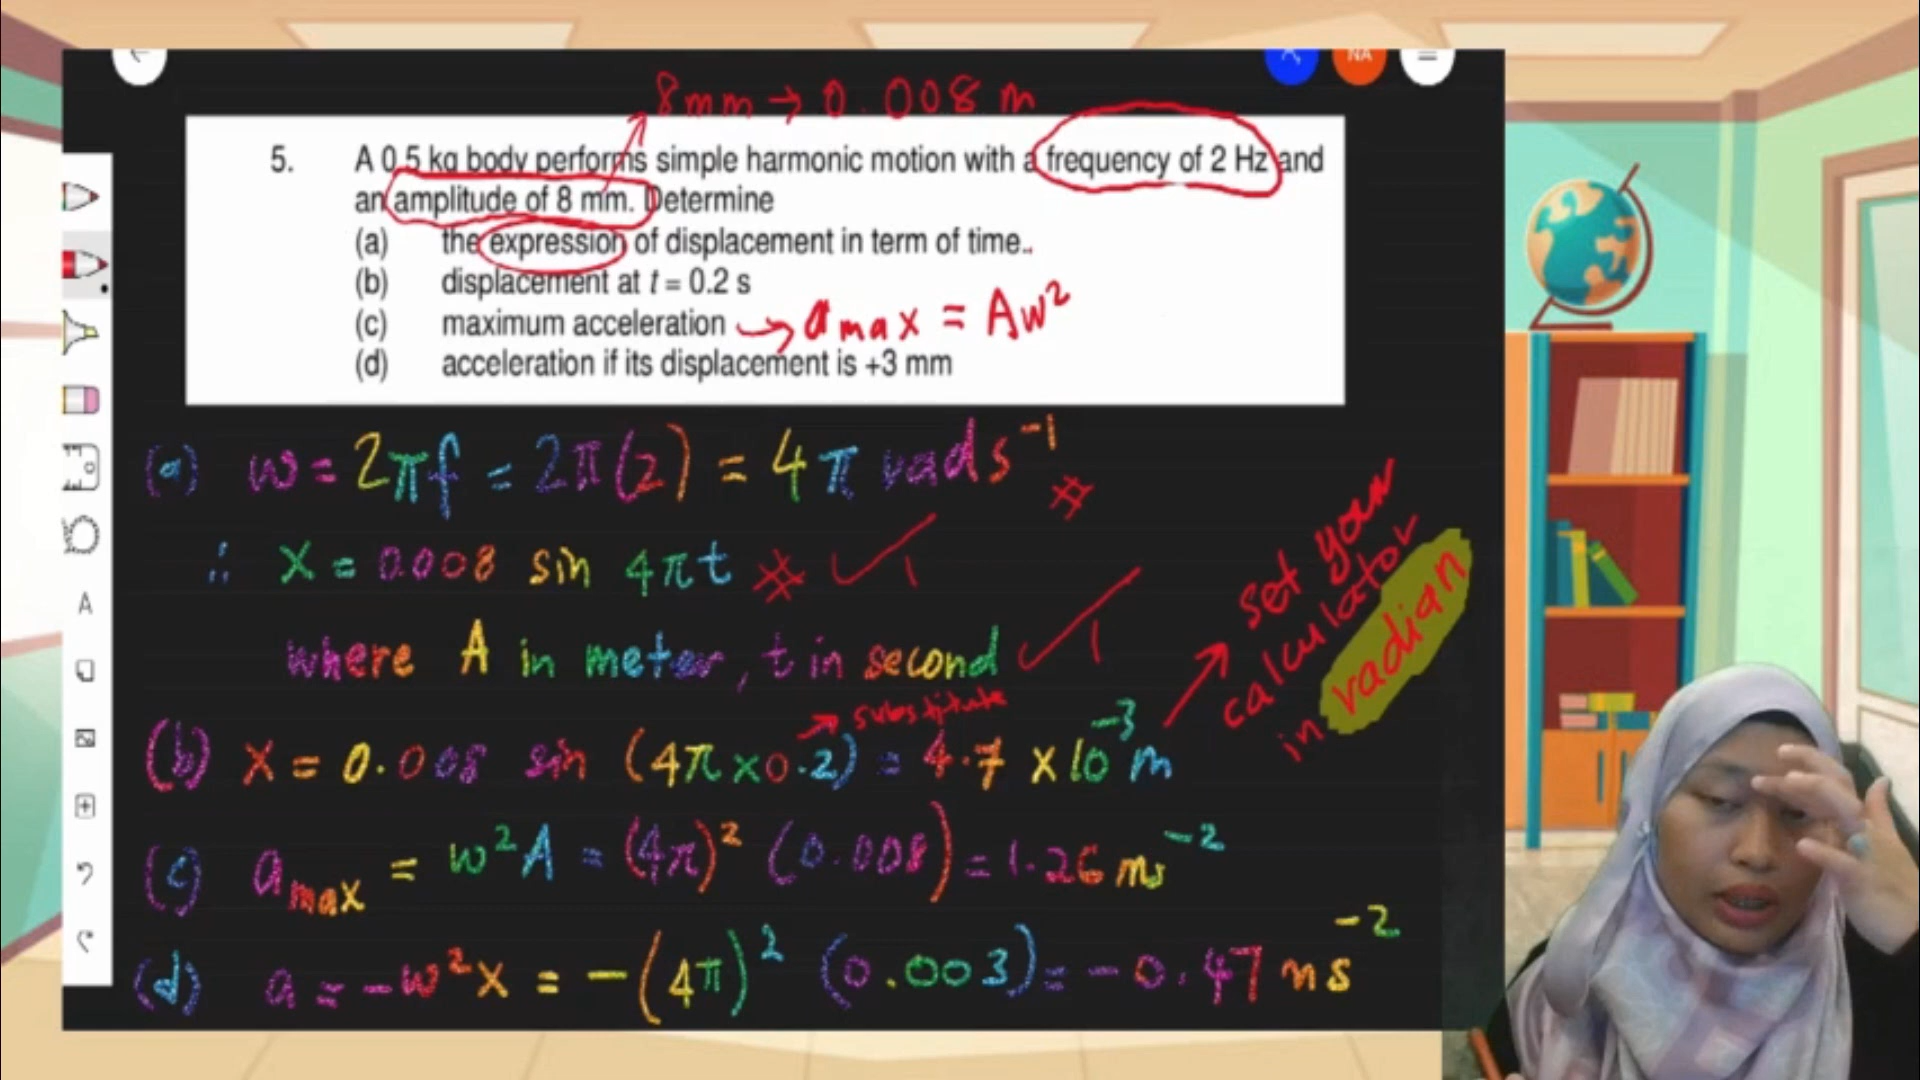 NA
8mm → 0.008 m
5. A 0.5 kg body performs simple harmonic motion with a frequency of 2 Hz and
an amplitude of 8 mm. Determine
(a) the expression of displacement in term of time..
(b) displacement at t = 0.2 s
(c) maximum acceleration → amax = Aw²
(d) acceleration if its displacement is +3 mm
(a) w = 2πf = 2π(2) = 4π rad s⁻¹ #
∴ x = 0.008 sin 4πt # ✓ 1
where A in meter, t in second ✓ 1
→ substitute
(b) x = 0.008 sin (4π x 0.2) = 4.7 x 10⁻³ m
→ set your
calculator
in radian
(c) amax = w²A = (4π)² (0.008) = 1.26 ms⁻²
(d) a = -w²x = -(4π)² (0.003) = -0.47 ms⁻²
A